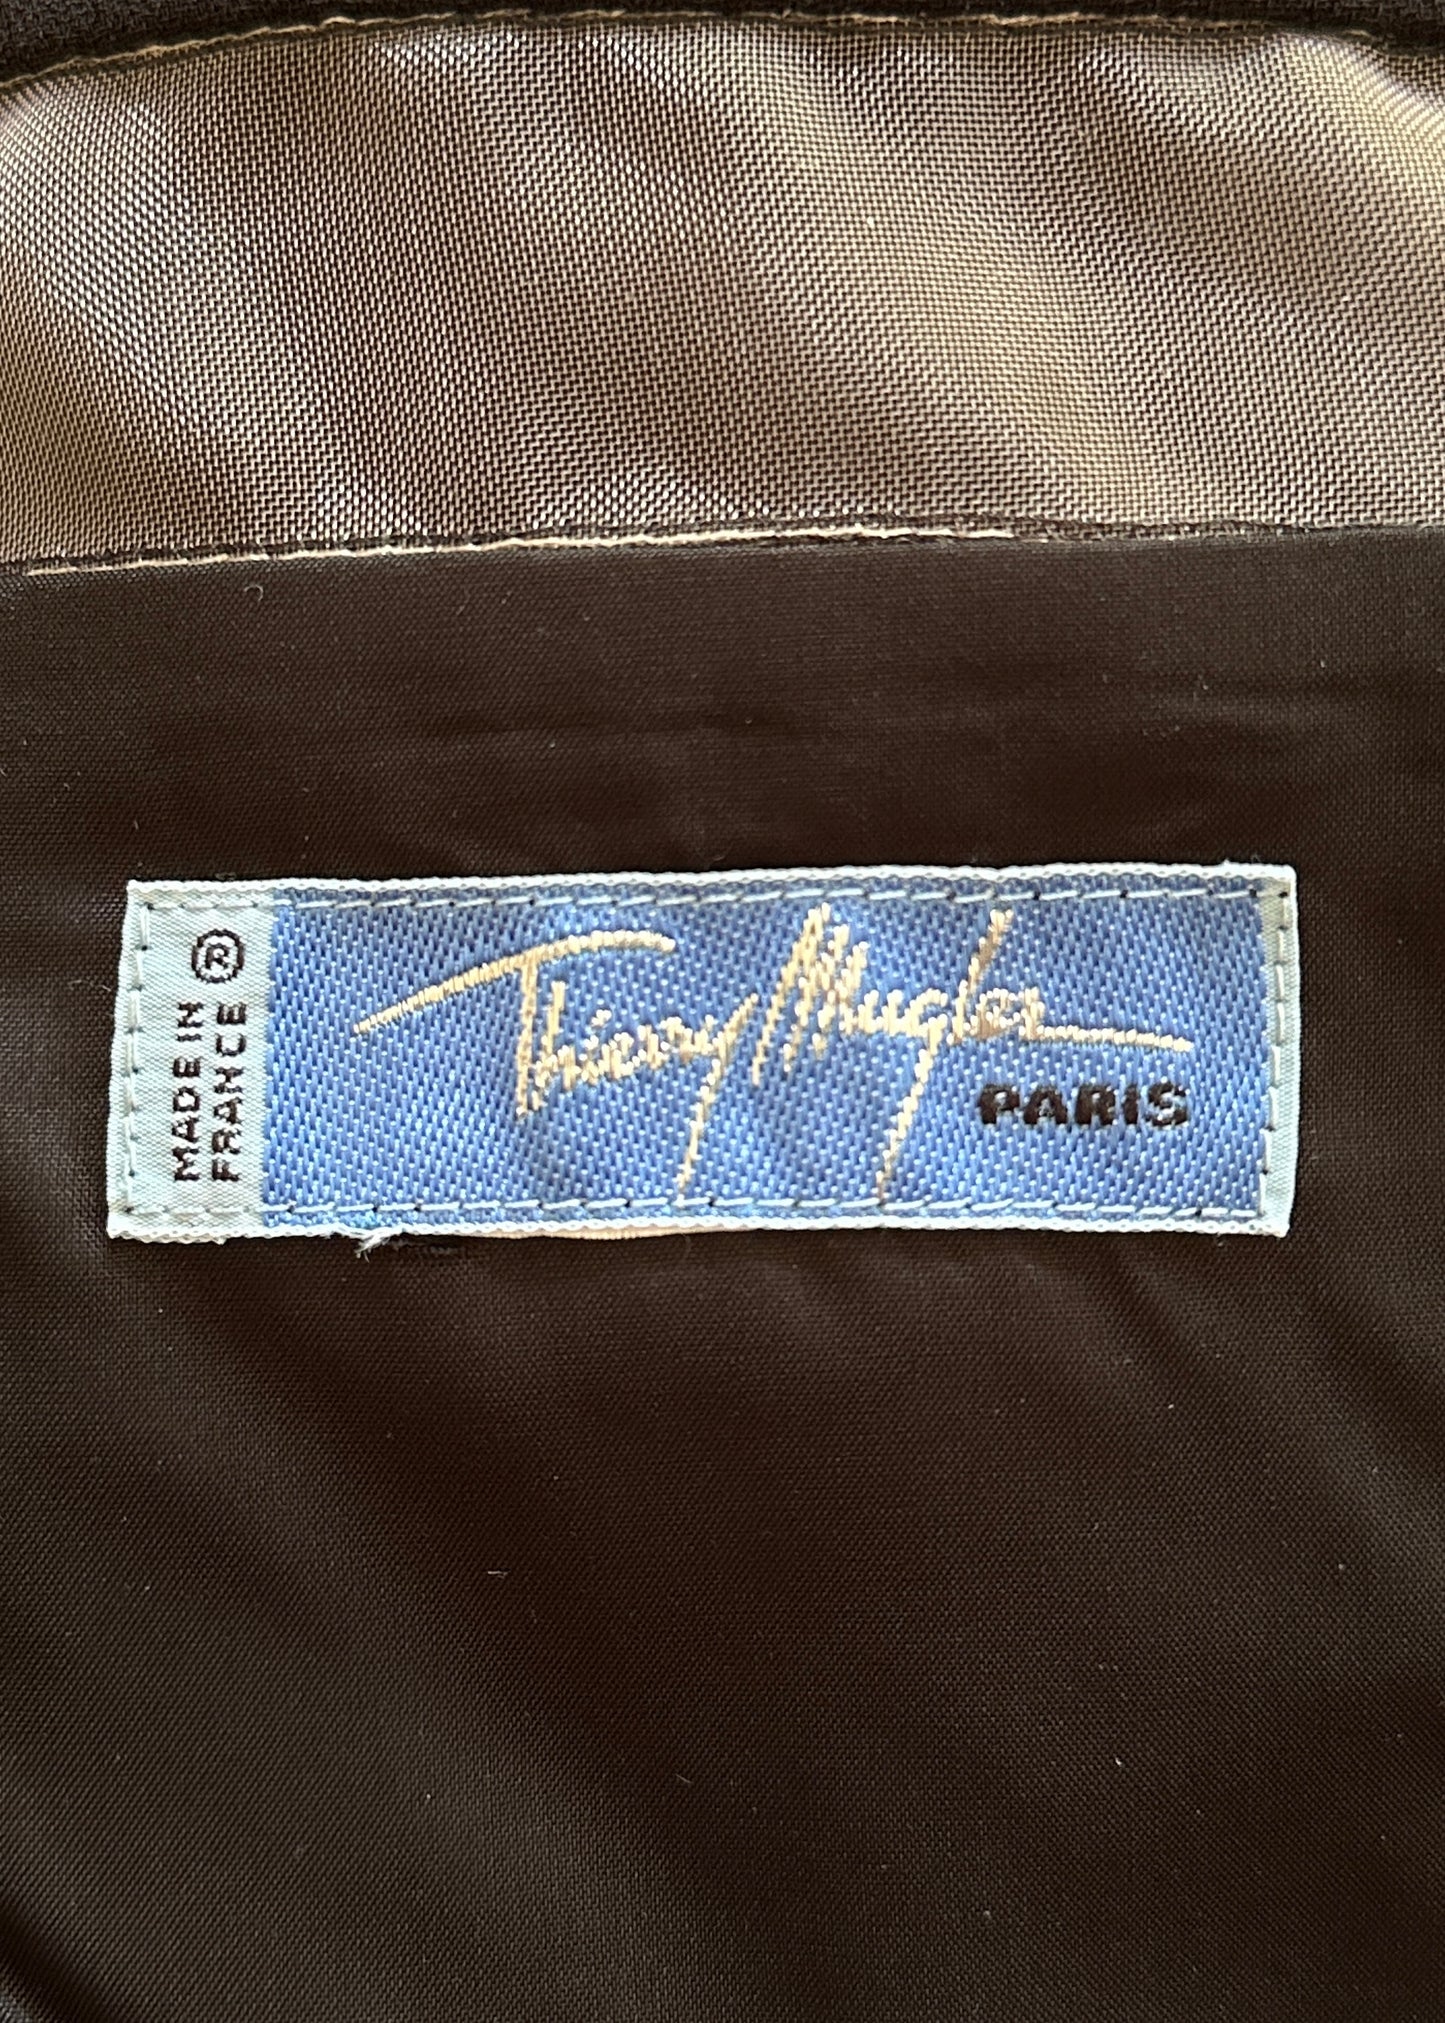 MADE IN
FRANCE ®
Thierry Mugler
PARIS